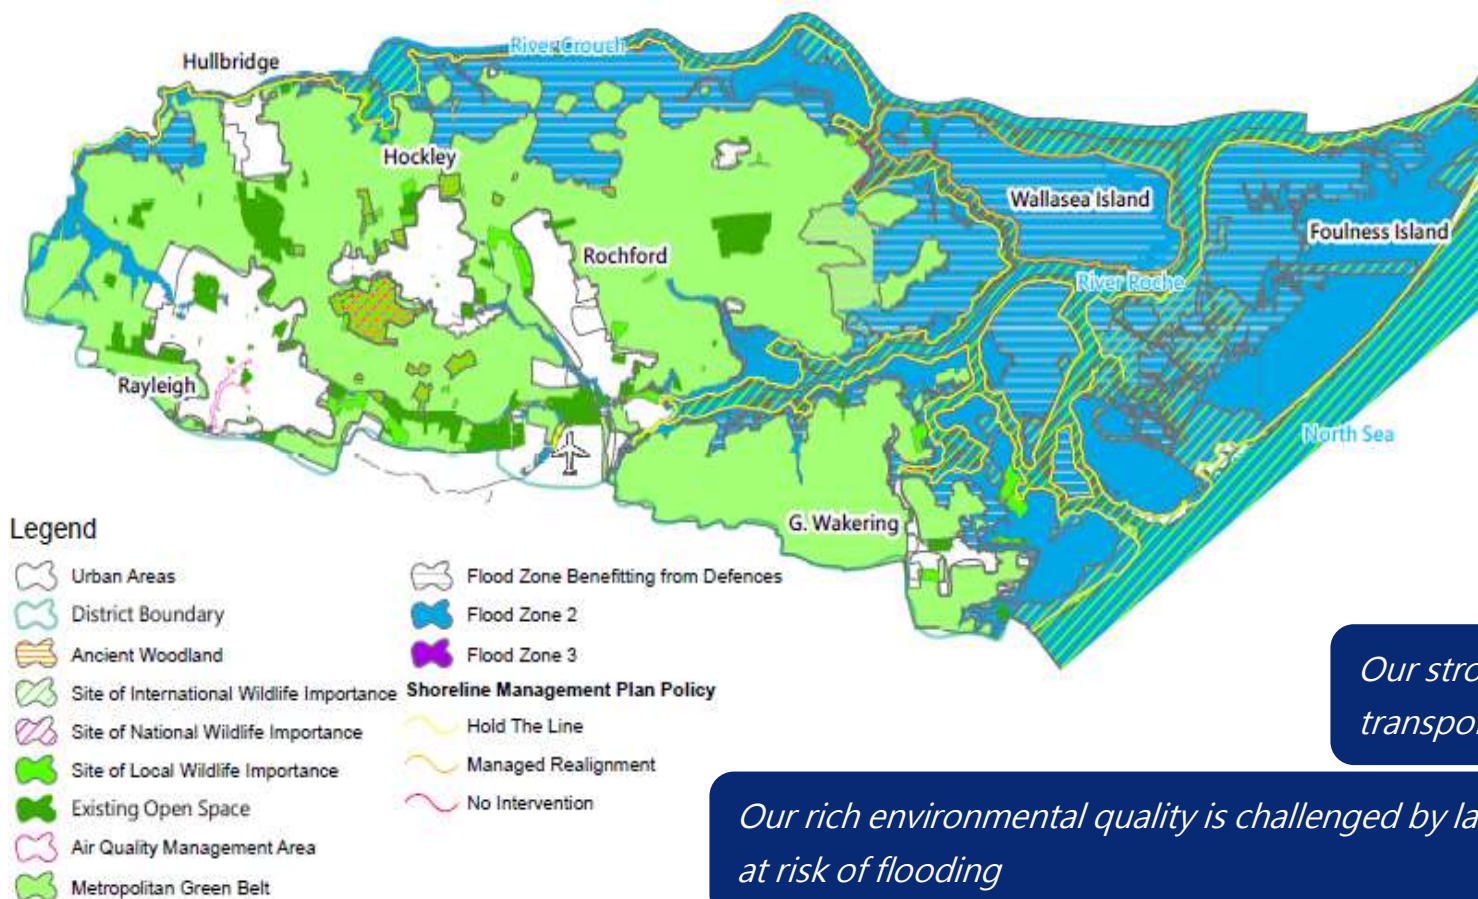 River Crouch
Hullbridge
Hockley
Wallasea Island
Foulness Island
Rochford
River Roche
Rayleigh
North Sea
G. Wakering
Legend
Urban Areas
District Boundary
Ancient Woodland
Site of International Wildlife Importance
Site of National Wildlife Importance
Site of Local Wildlife Importance
Existing Open Space
Air Quality Management Area
Metropolitan Green Belt
Flood Zone Benefitting from Defences
Flood Zone 2
Flood Zone 3
Shoreline Management Plan Policy
Hold The Line
Managed Realignment
No Intervention
Our stro
transpo
Our rich environmental quality is challenged by la
at risk of flooding